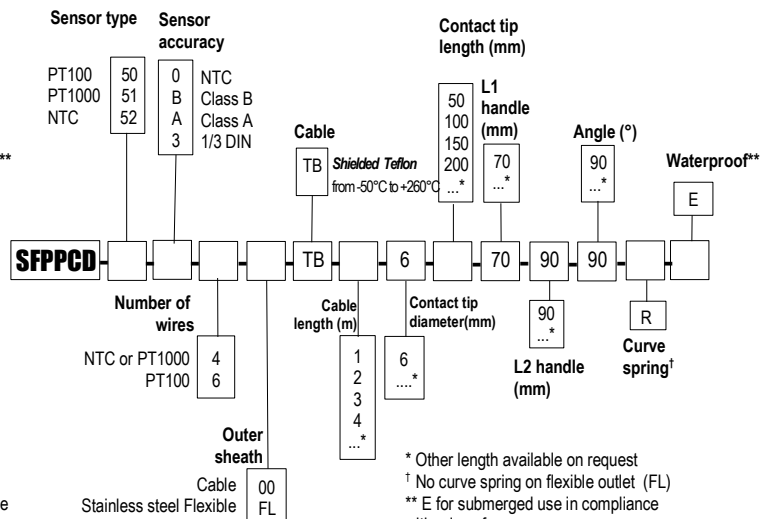 Sensor type
Sensor accuracy
PT100 50
PT1000 51
NTC 52
0 NTC
B Class B
A Class A
3 1/3 DIN
**
Cable
TB Shielded Teflon
from -50°C to +260°C
Contact tip
length (mm)
50
100
150
200
...*
L1
handle
(mm)
70
...*
Angle (°)
90
...*
Waterproof**
E
SFPPCD - - - - - TB - - 6 - - 70 - 90 - 90 - -
Number of
wires
NTC or PT1000 4
PT100 6
Outer
sheath
Cable 00
Stainless steel Flexible FL
Cable
length (m)
1
2
3
4
...*
Contact tip
diameter(mm)
6
....*
90
...*
L2 handle
(mm)
R
Curve
spring†
* Other length available on request
† No curve spring on flexible outlet (FL)
** E for submerged use in compliance
e